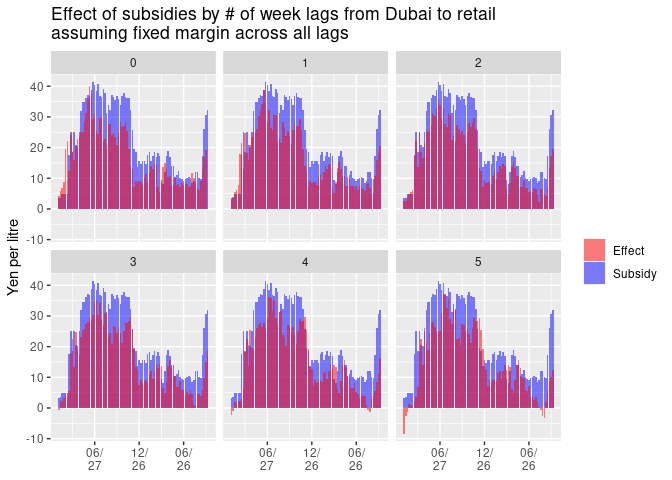 Effect of subsidies by # of week lags from Dubai to retail
assuming fixed margin across all lags
0 1 2
40
30
20
10
0
-10
Yen per litre
Effect
Subsidy
3 4 5
40
30
20
10
0
-10
06/ 12/ 06/ 06/ 12/ 06/ 06/ 12/ 06/
27 26 26 27 26 26 27 26 26